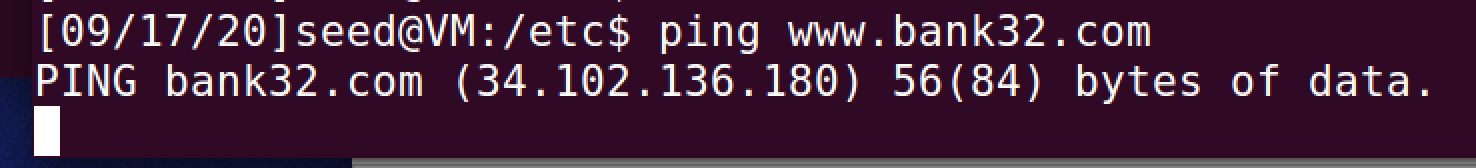 [09/17/20]seed@VM:/etc$ ping www.bank32.com
PING bank32.com (34.102.136.180) 56(84) bytes of data.